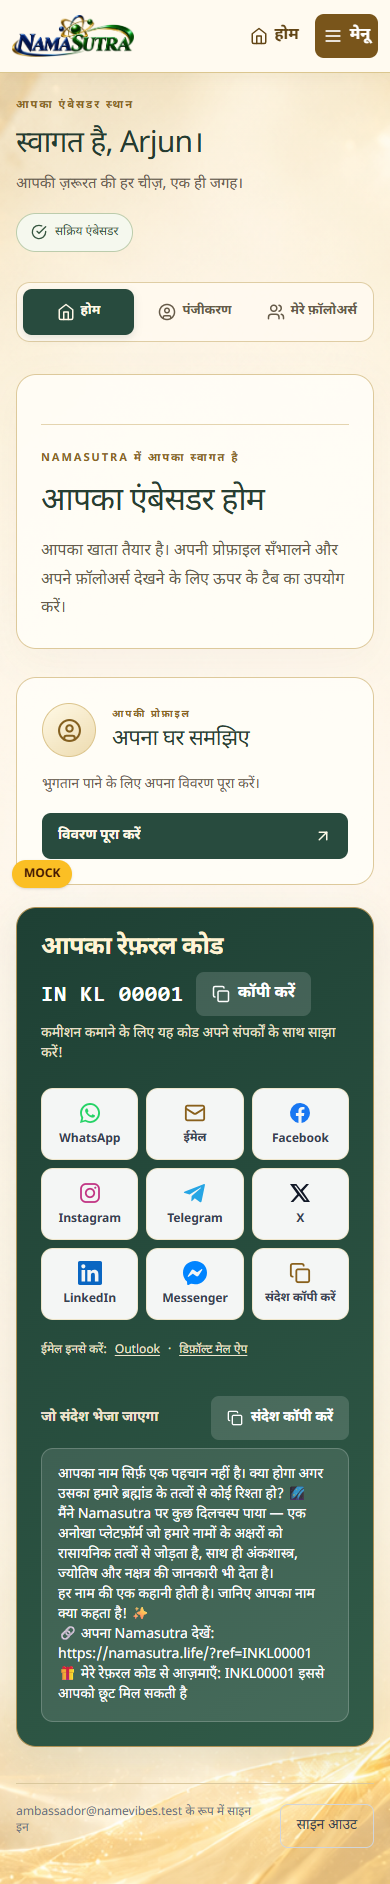 NAMASUTRA
होम
मेनू
आपका एंबेसडर स्थान
स्वागत है, Arjun।
आपकी ज़रूरत की हर चीज़, एक ही जगह।
सक्रिय एंबेसडर
होम
पंजीकरण
मेरे फ़ॉलोअर्स
NAMASUTRA में आपका स्वागत है
आपका एंबेसडर होम
आपका खाता तैयार है। अपनी प्रोफ़ाइल सँभालने और
अपने फ़ॉलोअर्स देखने के लिए ऊपर के टैब का उपयोग
करें।
आपकी प्रोफ़ाइल
अपना घर समझिए
भुगतान पाने के लिए अपना विवरण पूरा करें।
विवरण पूरा करें
MOCK
आपका रेफ़रल कोड
IN KL 00001
कॉपी करें
कमीशन कमाने के लिए यह कोड अपने संपर्कों के साथ साझा
करें!
WhatsApp
ईमेल
Facebook
Instagram
Telegram
X
LinkedIn
Messenger
संदेश कॉपी करें
ईमेल इनसे करें: Outlook · डिफ़ॉल्ट मेल ऐप
जो संदेश भेजा जाएगा
संदेश कॉपी करें
आपका नाम सिर्फ़ एक पहचान नहीं है। क्या होगा अगर
उसका हमारे ब्रह्मांड के तत्वों से कोई रिश्ता हो? 🌌
मैंने Namasutra पर कुछ दिलचस्प पाया — एक
अनोखा प्लेटफ़ॉर्म जो हमारे नामों के अक्षरों को
रासायनिक तत्वों से जोड़ता है, साथ ही अंकशास्त्र,
ज्योतिष और नक्षत्र की जानकारी भी देता है।
हर नाम की एक कहानी होती है। जानिए आपका नाम
क्या कहता है! ✨
🔗 अपना Namasutra देखें:
https://namasutra.life/?ref=INKL00001
🎁 मेरे रेफ़रल कोड से आज़माएँ: INKL00001 इससे
आपको छूट मिल सकती है
ambassador@namevibes.test के रूप में साइन
इन
साइन आउट